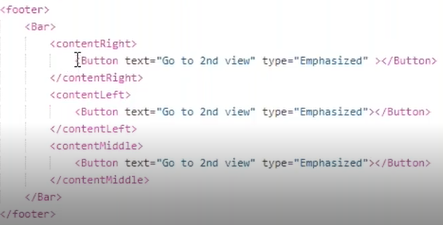 <footer>
<Bar>
<contentRight>
<Button text="Go to 2nd view" type="Emphasized" ></Button>
</contentRight>
<contentLeft>
<Button text="Go to 2nd view" type="Emphasized"></Button>
</contentLeft>
<contentMiddle>
<Button text="Go to 2nd view" type="Emphasized"></Button>
</contentMiddle>
</Bar>
</footer>